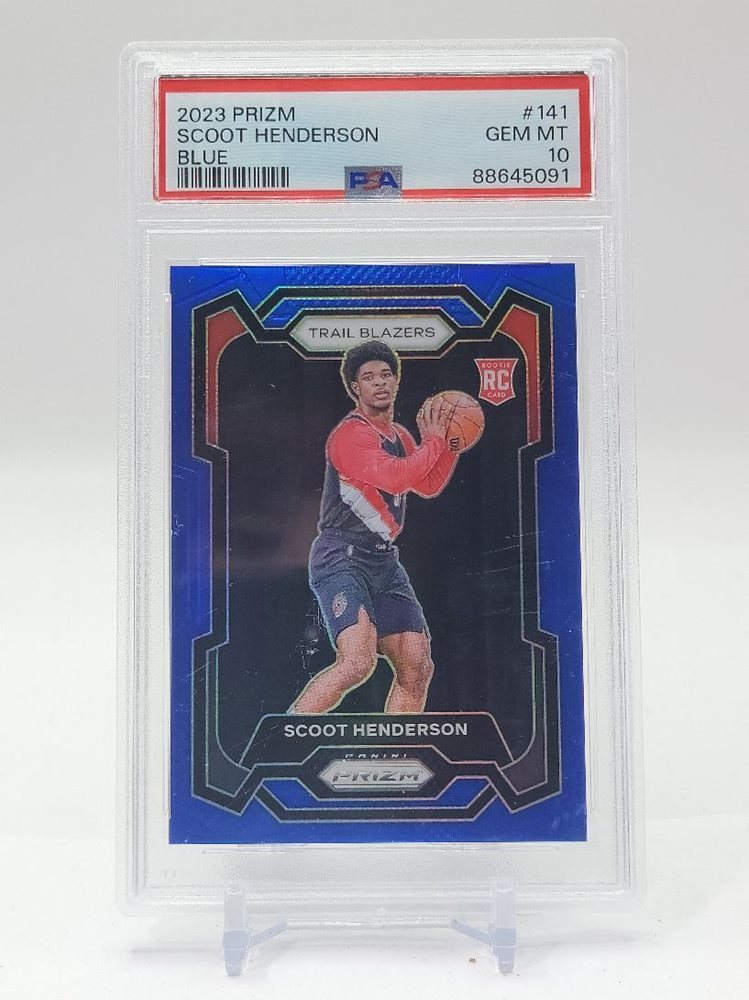 2023 PRIZM #141
SCOOT HENDERSON GEM MT
BLUE 10
PSA 88645091
TRAIL BLAZERS
ROOKIE
RC
CARD
SCOOT HENDERSON
PANINI
PRIZM